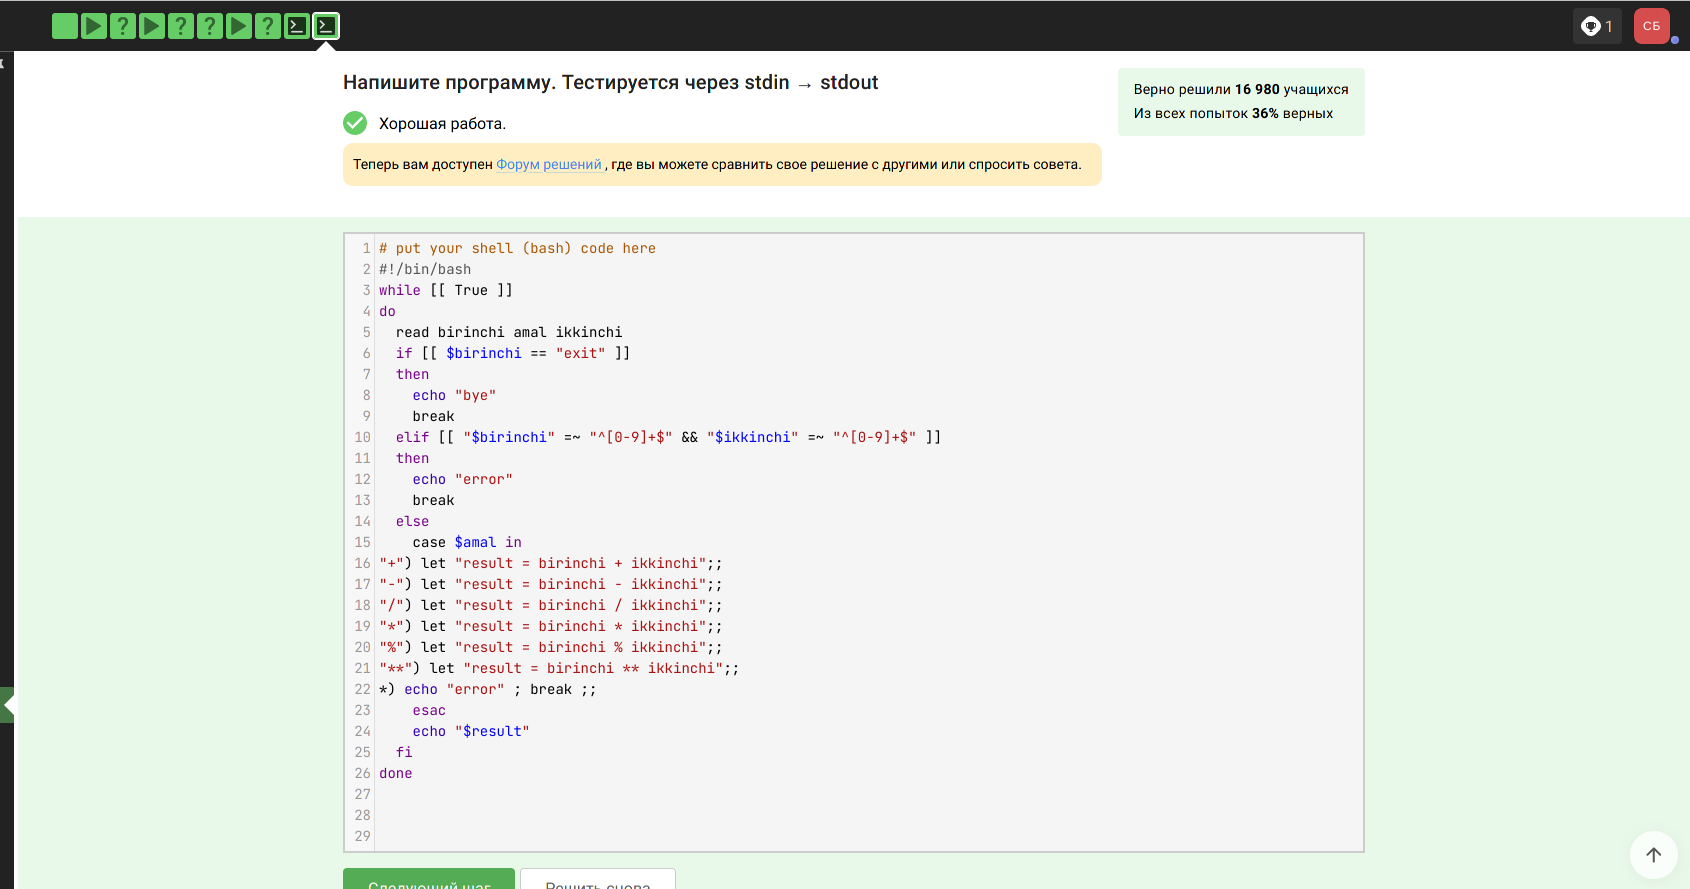 ? ? ? ?
1
СБ
Напишите программу. Тестируется через stdin → stdout
Верно решили 16 980 учащихся
Из всех попыток 36% верных
Хорошая работа.
Теперь вам доступен Форум решений , где вы можете сравнить свое решение с другими или спросить совета.
1 # put your shell (bash) code here
2 #!/bin/bash
3 while [[ True ]]
4 do
5   read birinchi amal ikkinchi
6   if [[ $birinchi == "exit" ]]
7   then
8     echo "bye"
9     break
10   elif [[ "$birinchi" =~ "^[0-9]+$" && "$ikkinchi" =~ "^[0-9]+$" ]]
11   then
12     echo "error"
13     break
14   else
15     case $amal in
16 "+") let "result = birinchi + ikkinchi";;
17 "-") let "result = birinchi - ikkinchi";;
18 "/") let "result = birinchi / ikkinchi";;
19 "*") let "result = birinchi * ikkinchi";;
20 "%") let "result = birinchi % ikkinchi";;
21 "**") let "result = birinchi ** ikkinchi";;
22 *) echo "error" ; break ;;
23     esac
24     echo "$result"
25   fi
26 done
27
28
29
Следующий шаг
Решить снова